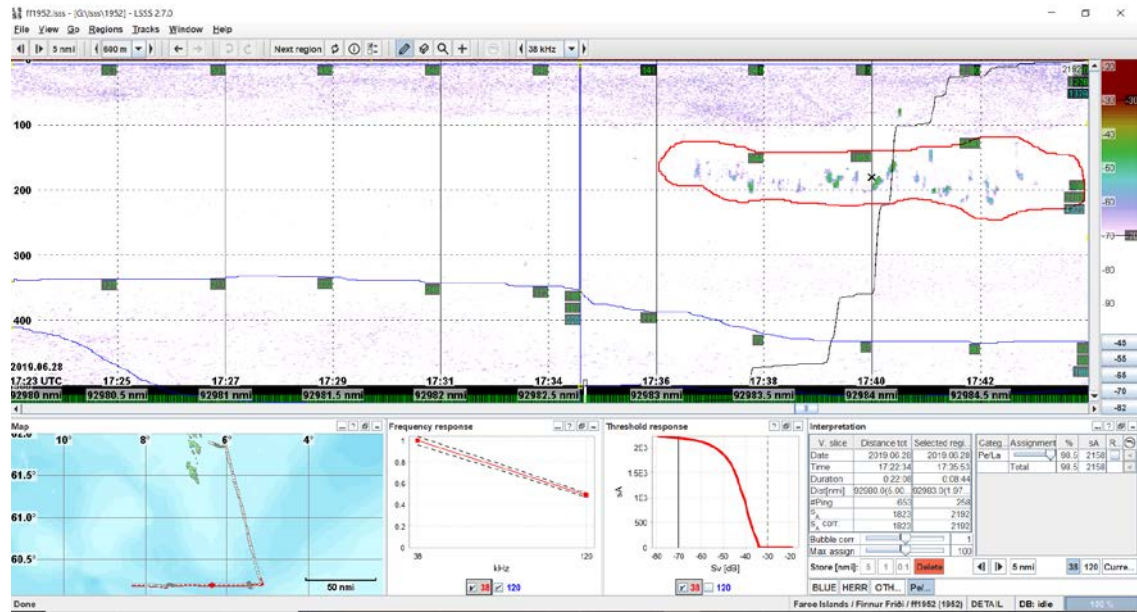 ff1952.lsss - [G:\lsss\1952] - LSSS 2.7.0
File View Go Regions Tracks Window Help
5 nmi 600 m Next region 38 kHz
2192
100
200
300
400
2019.06.28
17:23 UTC 17:25 17:27 17:29 17:31 17:34 17:36 17:38 17:40 17:42
92980 nmi 92980.5 nmi 92981 nmi 92981.5 nmi 92982 nmi 92982.5 nmi 92983.5 nmi 92984 nmi 92984.5 nmi
-40
-50
-60
-70
-80
-90
-45
-70
-82
Map
10° 8° 6° 4°
61.5°
61.0°
60.5°
50 nmi
Frequency response
1
0.8
0.6
0.4
0.2
0
38
kHz
38 120
Threshold response
sA
2E3
1E3
500
0
-80 -70 -60 -50 -40 -30 -20
Sv [dB]
38 120
Interpretation
V. slice Distance tot Selected regi...
Date 2019.06.28 2019.06.28
Time 17:22:34 17:35:53
Duration 0:22:08 0:08:44
#Ping 653 258
1823 2192
corr. 1823 2192
Bubble corr 1
Max assign 100
Categ... Assignment % sA R...
Pe/La 98.5 2158
Total 98.5 2158
Store [nmi]: 5 1 0.1 Delete 5 nmi 38 120 Curre...
BLUE HERR OTH... Pe/...
Done Faroe Islands / Finnur Fríði / ff1952 (1952) DETAIL DB: idle 100 %